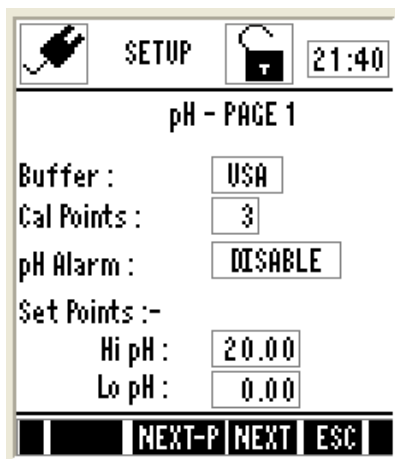 SETUP 21:40
pH - PAGE 1
Buffer : USA
Cal Points : 3
pH Alarm : DISABLE
Set Points :-
Hi pH : 20.00
Lo pH : 0.00
NEXT-P NEXT ESC